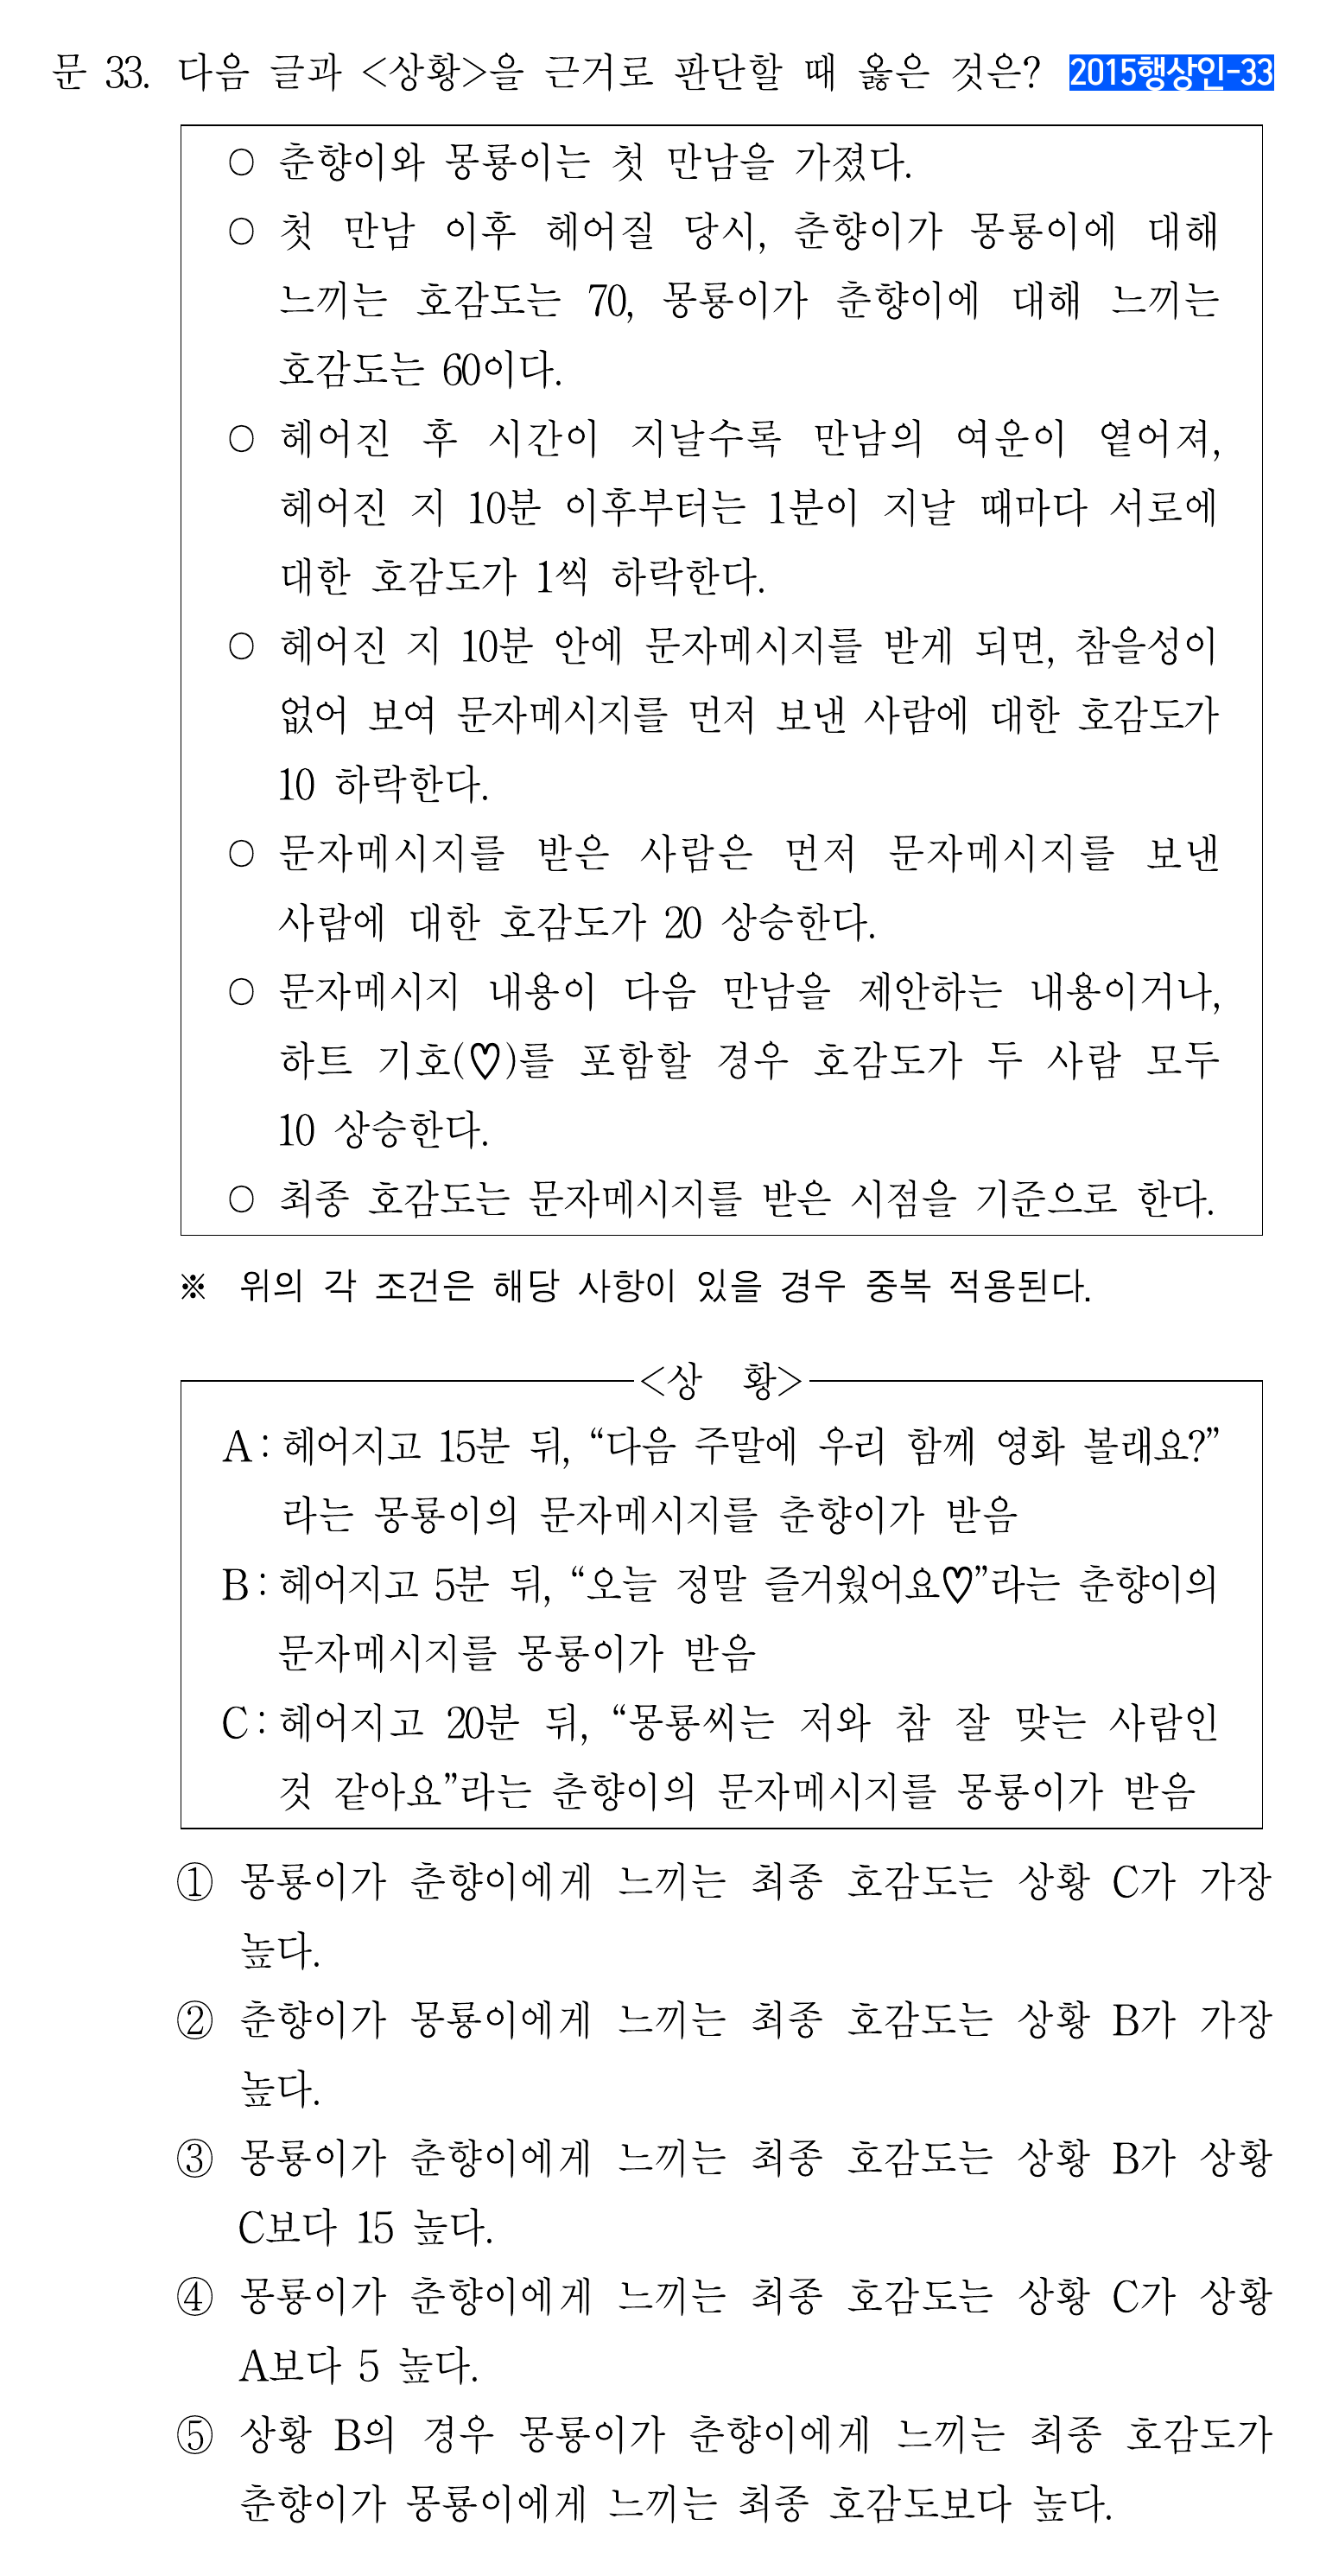 문 33. 다음 글과 <상황>을 근거로 판단할 때 옳은 것은? 2015행상인-33
○ 춘향이와 몽룡이는 첫 만남을 가졌다.
○ 첫 만남 이후 헤어질 당시, 춘향이가 몽룡이에 대해
느끼는 호감도는 70, 몽룡이가 춘향이에 대해 느끼는
호감도는 60이다.
○ 헤어진 후 시간이 지날수록 만남의 여운이 옅어져,
헤어진 지 10분 이후부터는 1분이 지날 때마다 서로에
대한 호감도가 1씩 하락한다.
○ 헤어진 지 10분 안에 문자메시지를 받게 되면, 참을성이
없어 보여 문자메시지를 먼저 보낸 사람에 대한 호감도가
10 하락한다.
○ 문자메시지를 받은 사람은 먼저 문자메시지를 보낸
사람에 대한 호감도가 20 상승한다.
○ 문자메시지 내용이 다음 만남을 제안하는 내용이거나,
하트 기호(♡)를 포함할 경우 호감도가 두 사람 모두
10 상승한다.
○ 최종 호감도는 문자메시지를 받은 시점을 기준으로 한다.
※ 위의 각 조건은 해당 사항이 있을 경우 중복 적용된다.
<상 황>
A : 헤어지고 15분 뒤, “다음 주말에 우리 함께 영화 볼래요?”
라는 몽룡이의 문자메시지를 춘향이가 받음
B : 헤어지고 5분 뒤, “오늘 정말 즐거웠어요♡”라는 춘향이의
문자메시지를 몽룡이가 받음
C : 헤어지고 20분 뒤, “몽룡씨는 저와 참 잘 맞는 사람인
것 같아요”라는 춘향이의 문자메시지를 몽룡이가 받음
① 몽룡이가 춘향이에게 느끼는 최종 호감도는 상황 C가 가장
높다.
② 춘향이가 몽룡이에게 느끼는 최종 호감도는 상황 B가 가장
높다.
③ 몽룡이가 춘향이에게 느끼는 최종 호감도는 상황 B가 상황
C보다 15 높다.
④ 몽룡이가 춘향이에게 느끼는 최종 호감도는 상황 C가 상황
A보다 5 높다.
⑤ 상황 B의 경우 몽룡이가 춘향이에게 느끼는 최종 호감도가
춘향이가 몽룡이에게 느끼는 최종 호감도보다 높다.